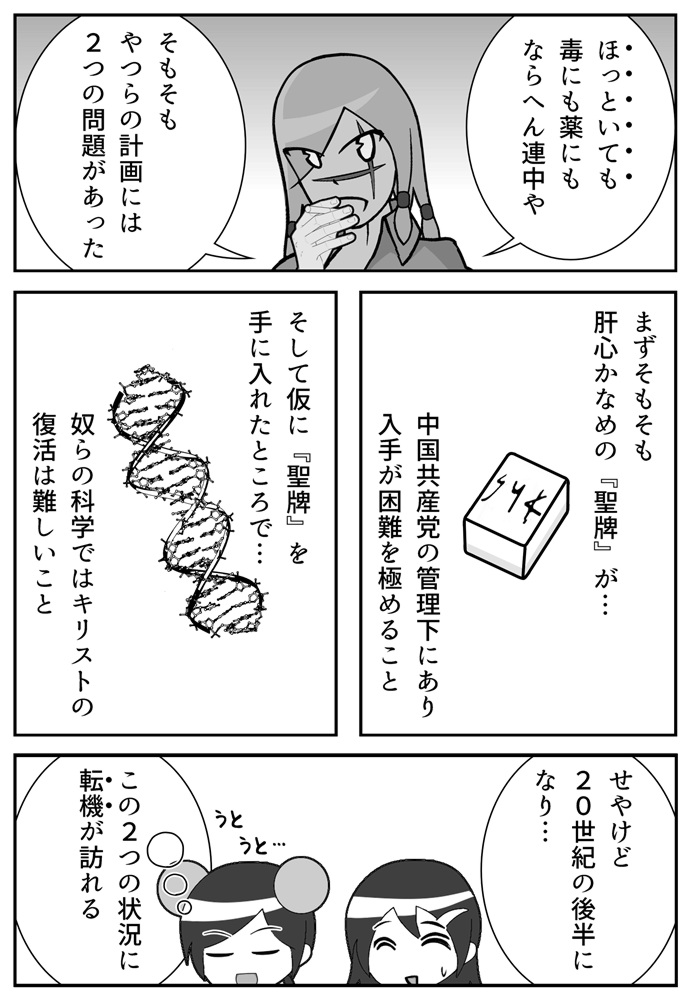 ほっといても
毒にも薬にも
ならへん連中や
そもそも
やつらの計画には
２つの問題があった
まずそもそも
肝心かなめの『聖牌』が…
中国共産党の管理下にあり
入手が困難を極めること
そして仮に『聖牌』を
手に入れたところで…
奴らの科学ではキリストの
復活は難しいこと
せやけど
２０世紀の後半に
なり…
この２つの状況に
転機が訪れる
うと
うと…